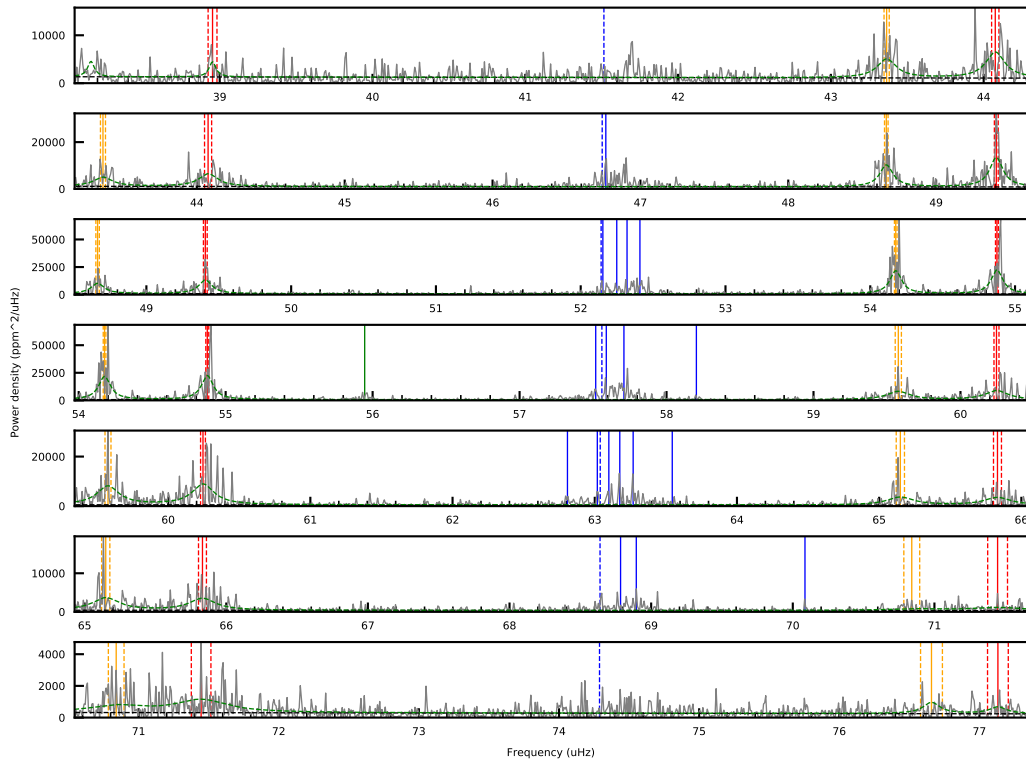 10000
0
39 40 41 42 43 44
20000
0
44 45 46 47 48 49
50000
25000
0
49 50 51 52 53 54 55
50000
25000
0
54 55 56 57 58 59 60
Power density (ppm^2/uHz)
20000
0
60 61 62 63 64 65 66
10000
0
65 66 67 68 69 70 71
4000
2000
0
71 72 73 74 75 76 77
Frequency (uHz)